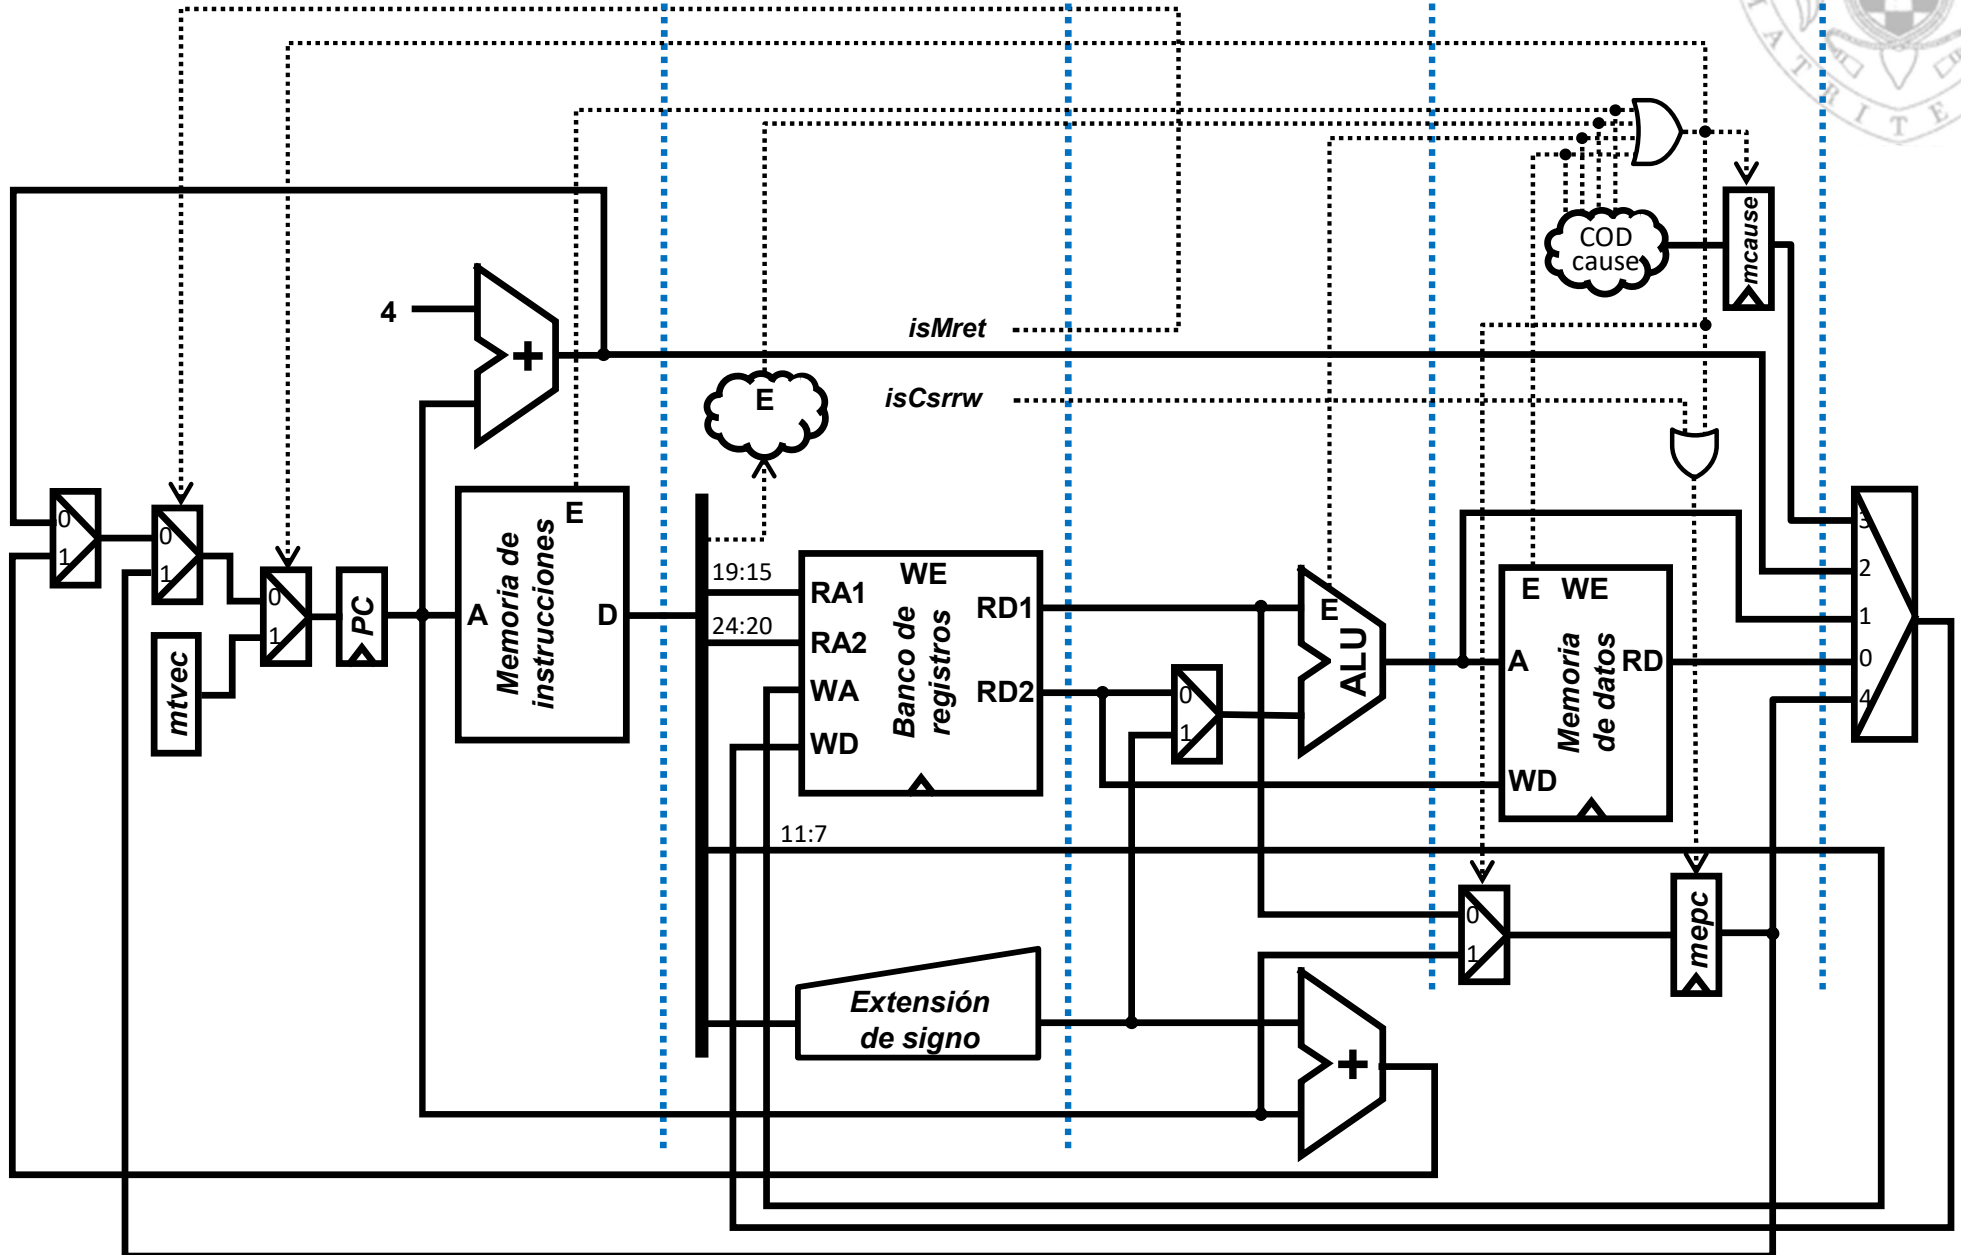 A T R I T E
COD
cause
mcause
4
+
isMret
E
isCsrrw
0
1
0
1
0
1
mtvec
PC
A
E
D
Memoria de
instrucciones
19:15
24:20
11:7
WE
RA1
RA2
WA
WD
RD1
RD2
Banco de
registros
0
1
E
ALU
E WE
A
RD
WD
Memoria
de datos
3
2
1
0
4
0
1
mepc
Extensión
de signo
+